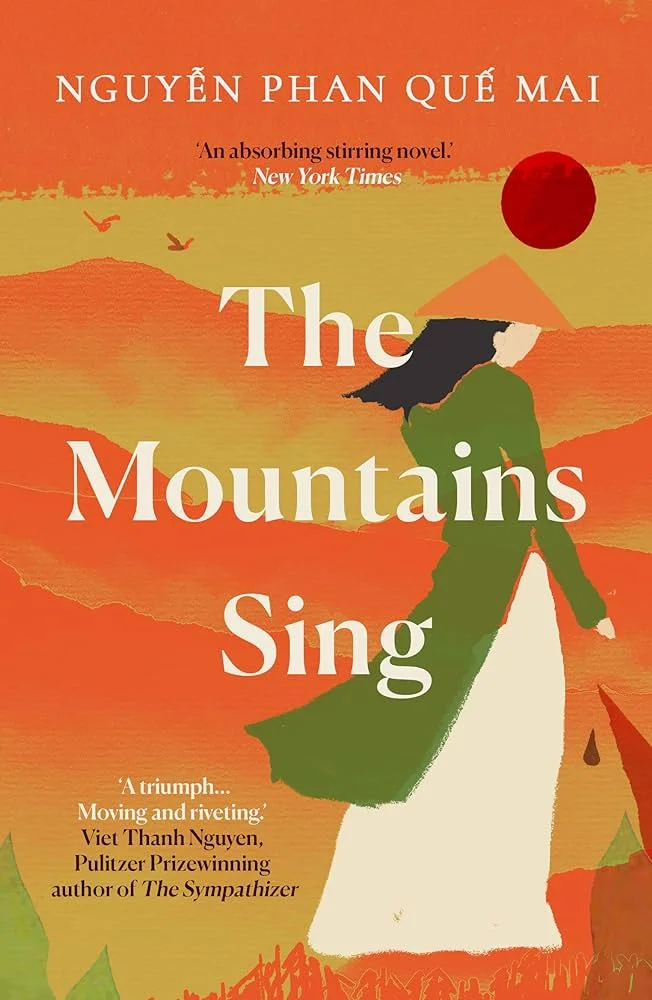 NGUYỄN PHAN QUẾ MAI
‘An absorbing stirring novel.’
New York Times
The
Mountains
Sing
‘A triumph...
Moving and riveting.’
Viet Thanh Nguyen,
Pulitzer Prizewinning
author of The Sympathizer